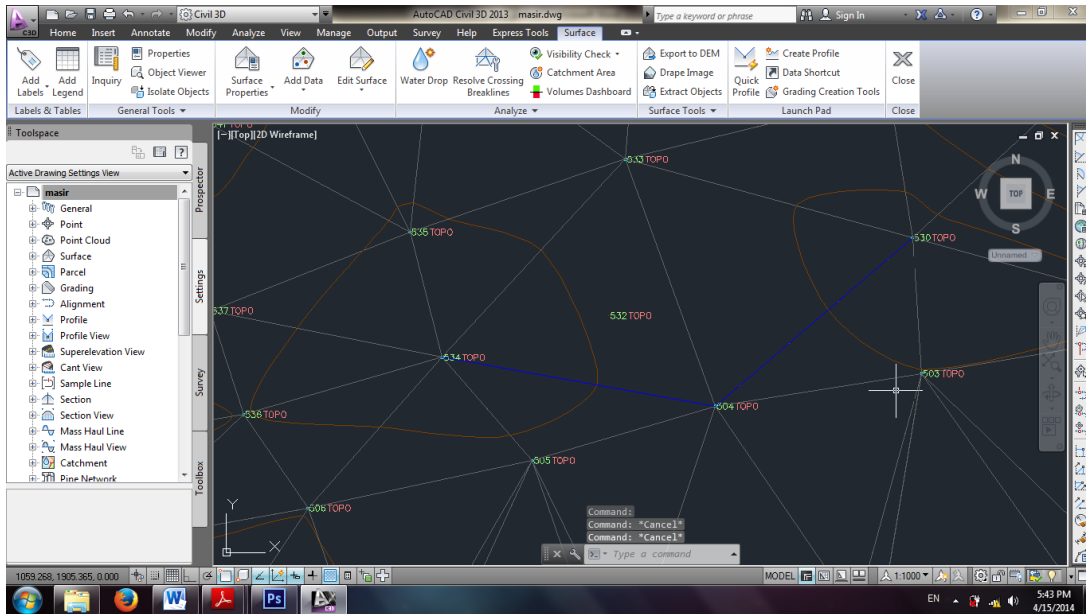 Civil 3D
AutoCAD Civil 3D 2013 masir.dwg
Type a keyword or phrase
Sign In
C3D
Home Insert Annotate Modify Analyze View Manage Output Survey Help Express Tools Surface
Add Labels
Add Legend
Inquiry
Properties
Object Viewer
Isolate Objects
Surface Properties
Add Data
Edit Surface
Water Drop
Resolve Crossing Breaklines
Visibility Check
Catchment Area
Volumes Dashboard
Export to DEM
Drape Image
Extract Objects
Quick Profile
Create Profile
Data Shortcut
Grading Creation Tools
Close
Labels & Tables
General Tools
Modify
Analyze
Surface Tools
Launch Pad
Close
Toolspace
Active Drawing Settings View
masir
General
Point
Point Cloud
Surface
Parcel
Grading
Alignment
Profile
Profile View
Superelevation View
Cant View
Sample Line
Section
Section View
Mass Haul Line
Mass Haul View
Catchment
Pipe Network
Prospector
Settings
Survey
Toolbox
[−][Top][2D Wireframe]
533 TOPO
535 TOPO
530 TOPO
537 TOPO
532 TOPO
534 TOPO
503 TOPO
504 TOPO
536 TOPO
505 TOPO
506 TOPO
N
W TOP E
S
Unnamed
Y
X
Command:
Command: *Cancel*
Command: *Cancel*
Type a command
1059.268, 1905.365, 0.000
MODEL
1:1000
Ps
EN
5:43 PM
4/15/2014